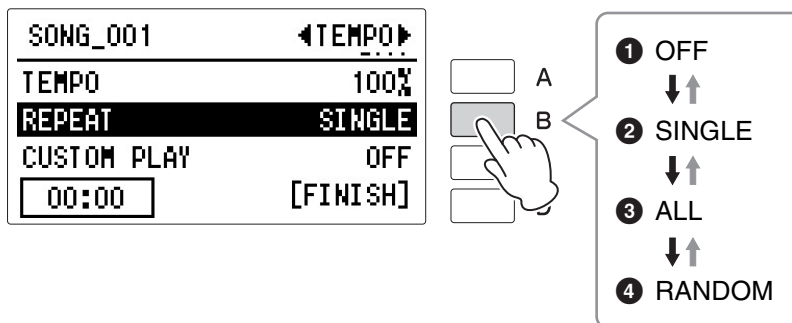 SONG_001 ◀TEMPO▶
TEMPO 100%
REPEAT SINGLE
CUSTOM PLAY OFF
00:00 [FINISH]
A
B
❶ OFF
❷ SINGLE
❸ ALL
❹ RANDOM